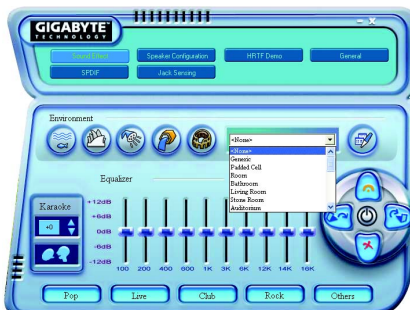 GIGABYTE™
TECHNOLOGY
Sound Effect
Speaker Configuration
HRTF Demo
General
SPDIF
Jack Sensing
Environment
<None>
<None>
Generic
Padded Cell
Room
Bathroom
Living Room
Stone Room
Auditorium
Equalizer
Karaoke
+0
+12dB
+6dB
0dB
-6dB
-12dB
100 200 400 600 1K 3K 6K 12K 14K 16K
Pop
Live
Club
Rock
Others